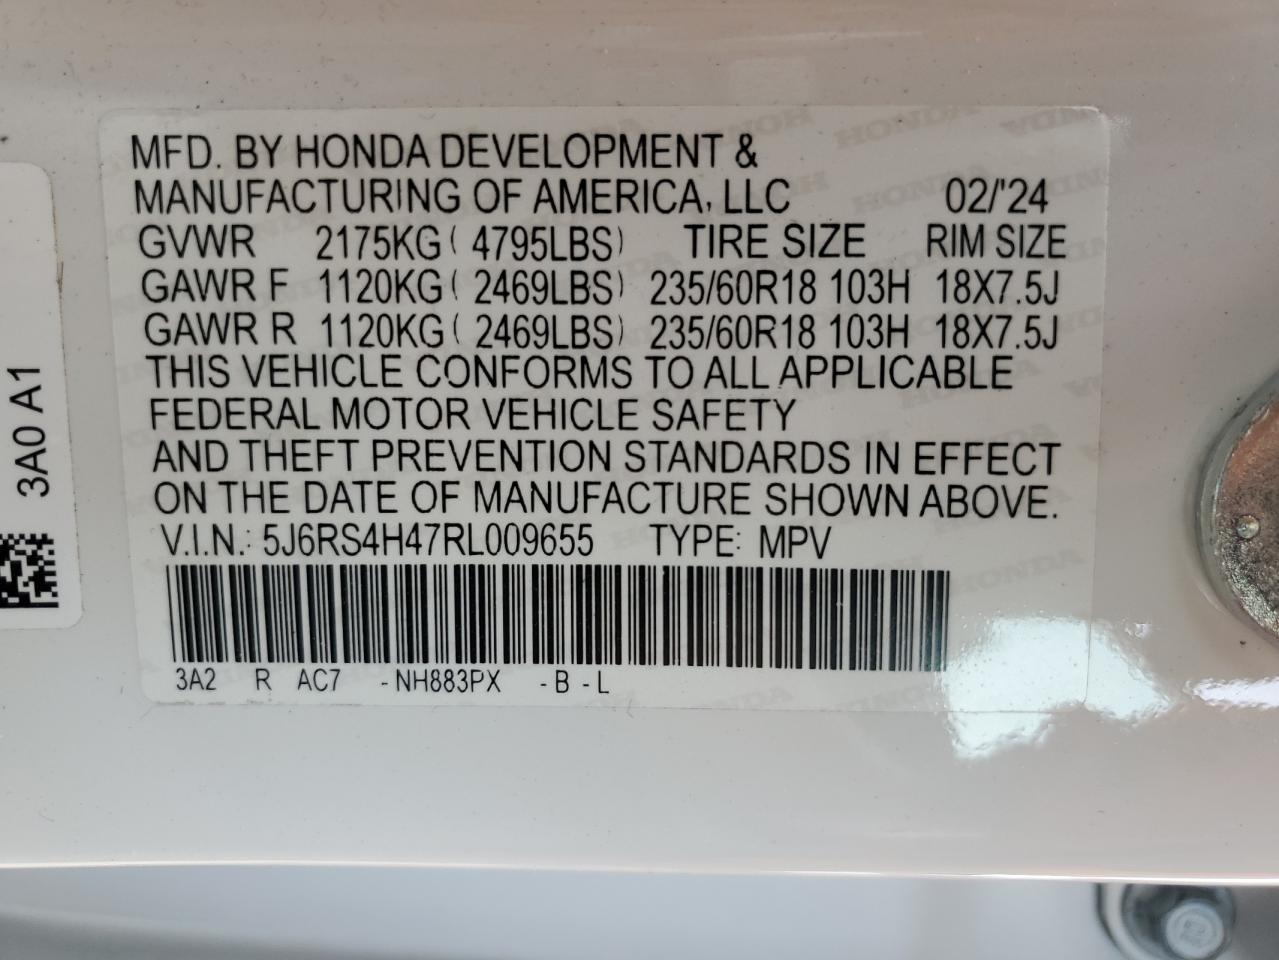 MFD. BY HONDA DEVELOPMENT &
MANUFACTURING OF AMERICA, LLC 02/'24
GVWR 2175KG ( 4795LBS) TIRE SIZE RIM SIZE
GAWR F 1120KG ( 2469LBS) 235/60R18 103H 18X7.5J
GAWR R 1120KG ( 2469LBS) 235/60R18 103H 18X7.5J
THIS VEHICLE CONFORMS TO ALL APPLICABLE
FEDERAL MOTOR VEHICLE SAFETY
AND THEFT PREVENTION STANDARDS IN EFFECT
ON THE DATE OF MANUFACTURE SHOWN ABOVE.
V.I.N.: 5J6RS4H47RL009655 TYPE: MPV
3A2 R AC7 -NH883PX -B -L
3A0 A1